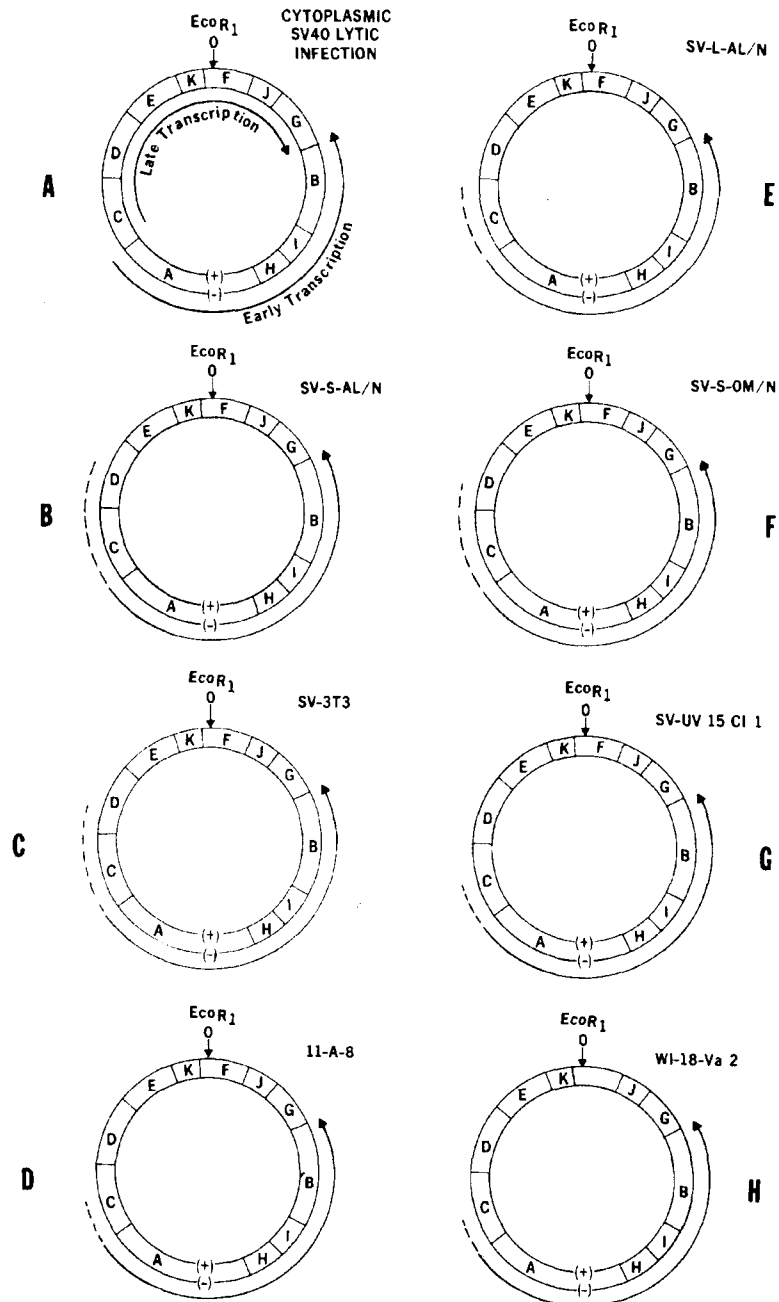 EcoR1
0
CYTOPLASMIC
SV40 LYTIC
INFECTION
A
E K F J G
D B
C I
A H
(+)
(-)
Late Transcription
Early Transcription
EcoR1
0
SV-S-AL/N
B
E K F J G
D B
C I
A H
(+)
(-)
EcoR1
0
SV-3T3
C
E K F J G
D B
C I
A H
(+)
(-)
EcoR1
0
11-A-8
D
E K F J G
D B
C I
A H
(+)
(-)
EcoR1
0
SV-L-AL/N
E
E K F J G
D B
C I
A H
(+)
(-)
EcoR1
0
SV-S-OM/N
F
E K F J G
D B
C I
A H
(+)
(-)
EcoR1
0
SV-UV 15 Cl 1
G
E K F J G
D B
C I
A H
(+)
(-)
EcoR1
0
WI-18-Va 2
H
E K J G
D B
C I
A H
(+)
(-)